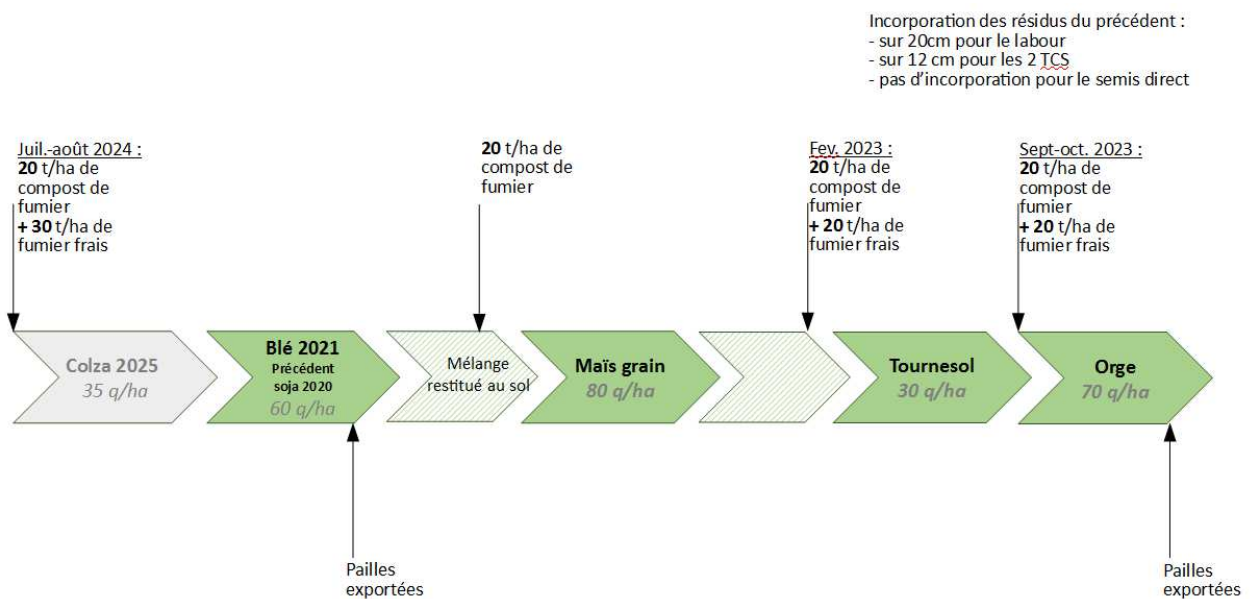 Incorporation des résidus du précédent :
- sur 20cm pour le labour
- sur 12 cm pour les 2 TCS
- pas d'incorporation pour le semis direct
Juil.-août 2024 :
20 t/ha de
compost de
fumier
+ 30 t/ha de
fumier frais
20 t/ha de
compost de
fumier
Fev. 2023 :
20 t/ha de
compost de
fumier
+ 20 t/ha de
fumier frais
Sept-oct. 2023 :
20 t/ha de
compost de
fumier
+ 20 t/ha de
fumier frais
Colza 2025
35 q/ha
Blé 2021
Précédent
soja 2020
60 q/ha
Mélange
restitué au sol
Maïs grain
80 q/ha
Tournesol
30 q/ha
Orge
70 q/ha
Pailles
exportées
Pailles
exportées